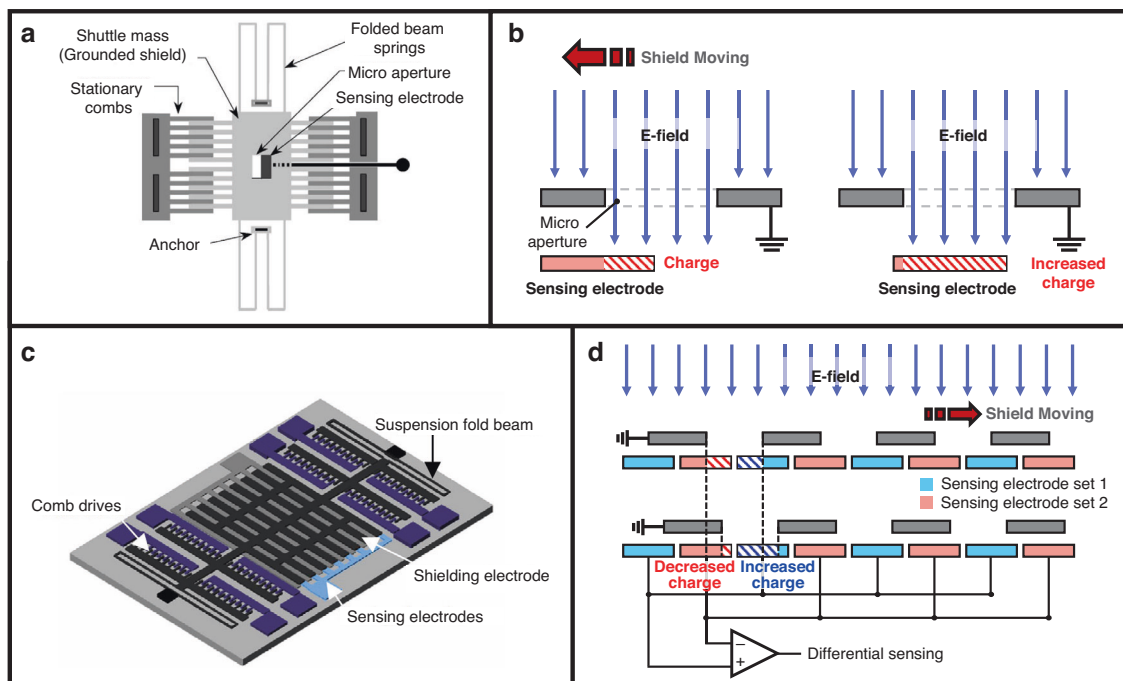 a
Shuttle mass
(Grounded shield)
Stationary
combs
Folded beam
springs
Micro aperture
Sensing electrode
Anchor
b
Shield Moving
E-field
E-field
Micro
aperture
Charge
Sensing electrode
Sensing electrode
Increased
charge
c
Suspension fold beam
Comb drives
Shielding electrode
Sensing electrodes
d
E-field
Shield Moving
Sensing electrode set 1
Sensing electrode set 2
Decreased
charge
Increased
charge
−
+
Differential sensing